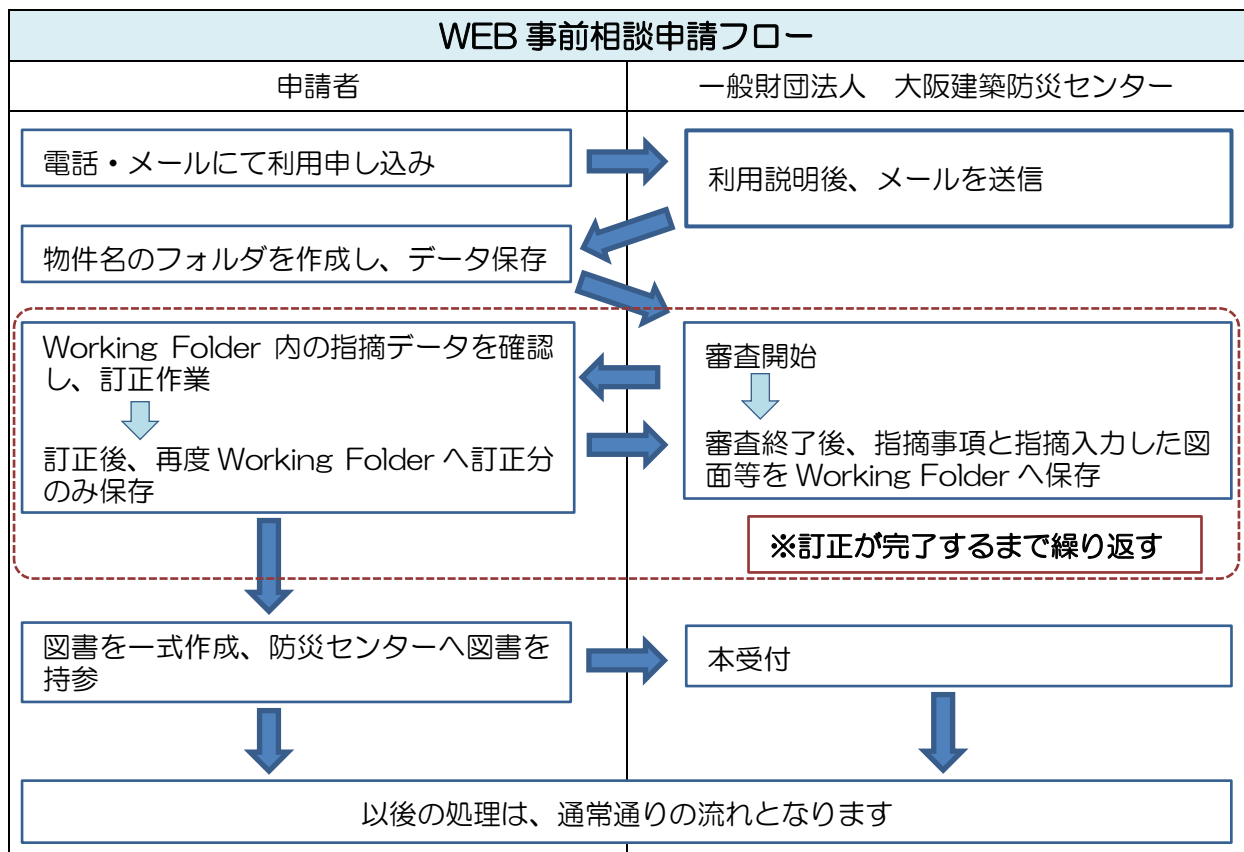 WEB 事前相談申請フロー
申請者
一般財団法人　大阪建築防災センター
電話・メールにて利用申し込み
利用説明後、メールを送信
物件名のフォルダを作成し、データ保存
Working Folder 内の指摘データを確認
し、訂正作業
訂正後、再度 Working Folder へ訂正分
のみ保存
審査開始
審査終了後、指摘事項と指摘入力した図
面等を Working Folder へ保存
※訂正が完了するまで繰り返す
図書を一式作成、防災センターへ図書を
持参
本受付
以後の処理は、通常通りの流れとなります